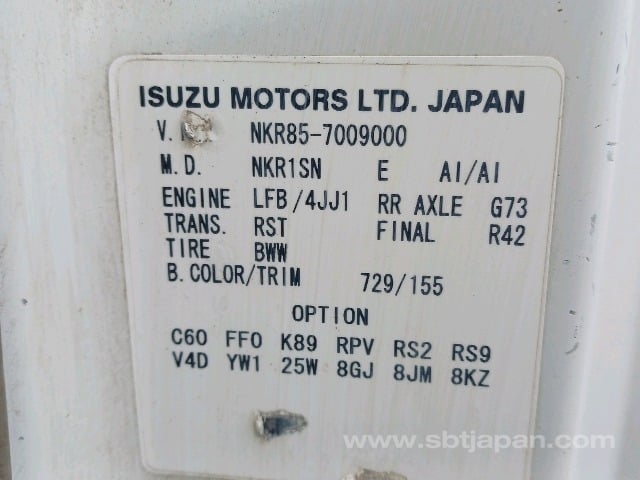 ISUZU MOTORS LTD. JAPAN
V. NKR85-7009000
M.D. NKR1SN E AI/AI
ENGINE LFB/4JJ1 RR AXLE G73
TRANS. RST FINAL R42
TIRE BWW
B.COLOR/TRIM 729/155
OPTION
C60 FF0 K89 RPV RS2 RS9
V4D YW1 25W 8GJ 8JM 8KZ
www.sbtjapan.com